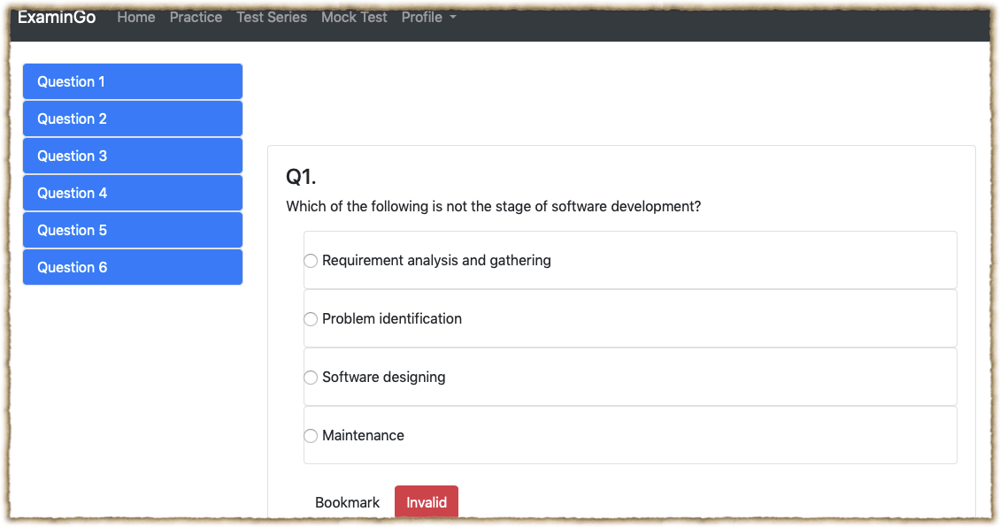 ExaminGo Home Practice Test Series Mock Test Profile
Question 1
Question 2
Question 3
Question 4
Question 5
Question 6
Q1.
Which of the following is not the stage of software development?
Requirement analysis and gathering
Problem identification
Software designing
Maintenance
Bookmark Invalid